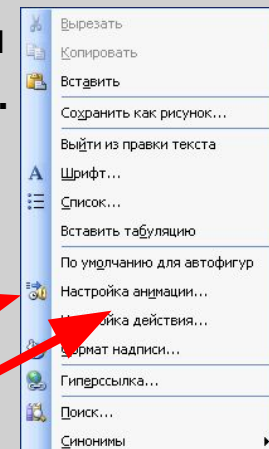 Вырезать
Копировать
Вставить
Сохранить как рисунок...
Выйти из правки текста
Шрифт...
Список...
Вставить табуляцию
По умолчанию для автофигур
Настройка анимации...
действия...
надписи...
Гиперссылка...
Поиск...
Синонимы